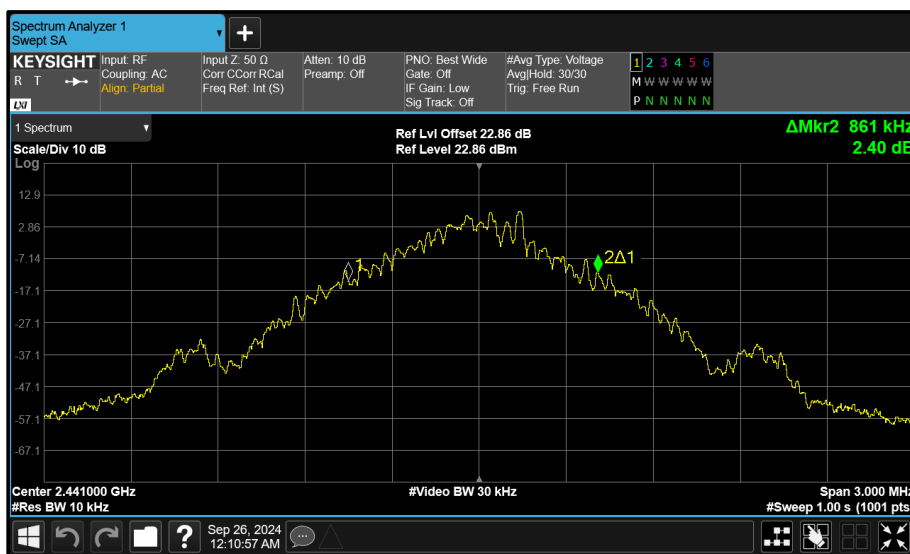 Spectrum Analyzer 1
Swept SA
KEYSIGHT
R T
LXI
Input: RF
Coupling: AC
Align: Partial
Input Z: 50 Ω
Corr CCorr RCal
Freq Ref: Int (S)
Atten: 10 dB
Preamp: Off
PNO: Best Wide
Gate: Off
IF Gain: Low
Sig Track: Off
#Avg Type: Voltage
Avg|Hold: 30/30
Trig: Free Run
1 2 3 4 5 6
M W W W W W
P N N N N N
1 Spectrum
Scale/Div 10 dB
Log
Ref Lvl Offset 22.86 dB
Ref Level 22.86 dBm
ΔMkr2 861 kHz
2.40 dB
12.9
2.86
-7.14
-17.1
-27.1
-37.1
-47.1
-57.1
-67.1
1
2Δ1
Center 2.441000 GHz
#Res BW 10 kHz
#Video BW 30 kHz
Span 3.000 MHz
#Sweep 1.00 s (1001 pts
Sep 26, 2024
12:10:57 AM